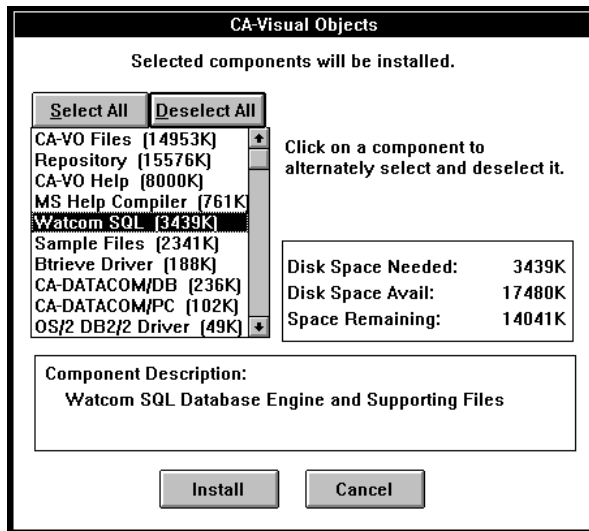 CA-Visual Objects
Selected components will be installed.
Select All
Deselect All
CA-VO Files (14953K)
Repository (15576K)
CA-VO Help (8000K)
MS Help Compiler (761K)
Watcom SQL (3439K)
Sample Files (2341K)
Btrieve Driver (188K)
CA-DATACOM/DB (236K)
CA-DATACOM/PC (102K)
OS/2 DB2/2 Driver (49K)
Click on a component to
alternately select and deselect it.
Disk Space Needed: 3439K
Disk Space Avail: 17480K
Space Remaining: 14041K
Component Description:
Watcom SQL Database Engine and Supporting Files
Install
Cancel